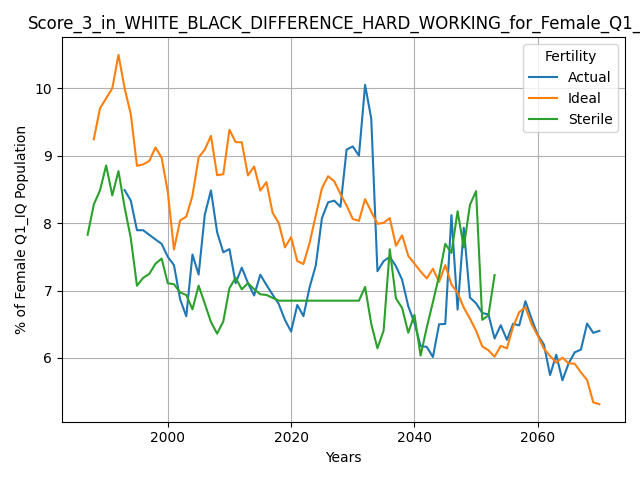 Score_3_in_WHITE_BLACK_DIFFERENCE_HARD_WORKING_for_Female_Q1_
Fertility
Actual
Ideal
Sterile
% of Female Q1_IQ Population
10
9
8
7
6
2000 2020 2040 2060
Years